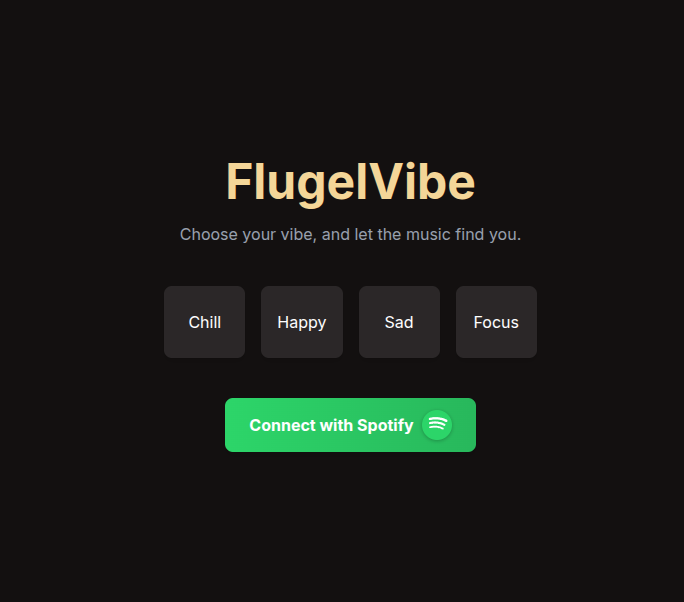 FlugelVibe
Choose your vibe, and let the music find you.
Chill
Happy
Sad
Focus
Connect with Spotify